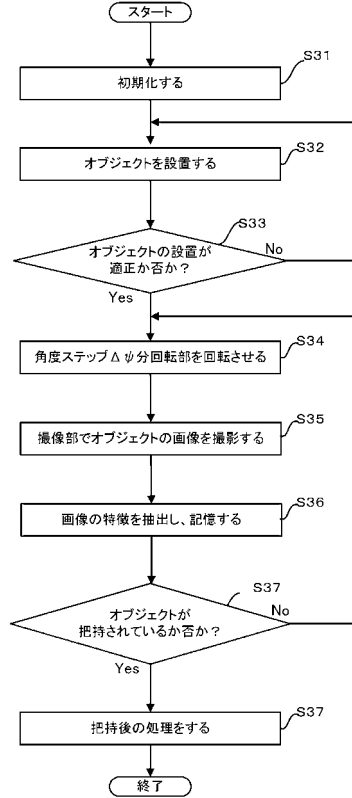 スタート
S31
初期化する
S32
オブジェクトを設置する
S33
オブジェクトの設置が
適正か否か？
No
Yes
S34
角度ステップΔψ分回転部を回転させる
S35
撮像部でオブジェクトの画像を撮影する
S36
画像の特徴を抽出し、記憶する
S37
オブジェクトが
把持されているか否か？
No
Yes
S37
把持後の処理をする
終了